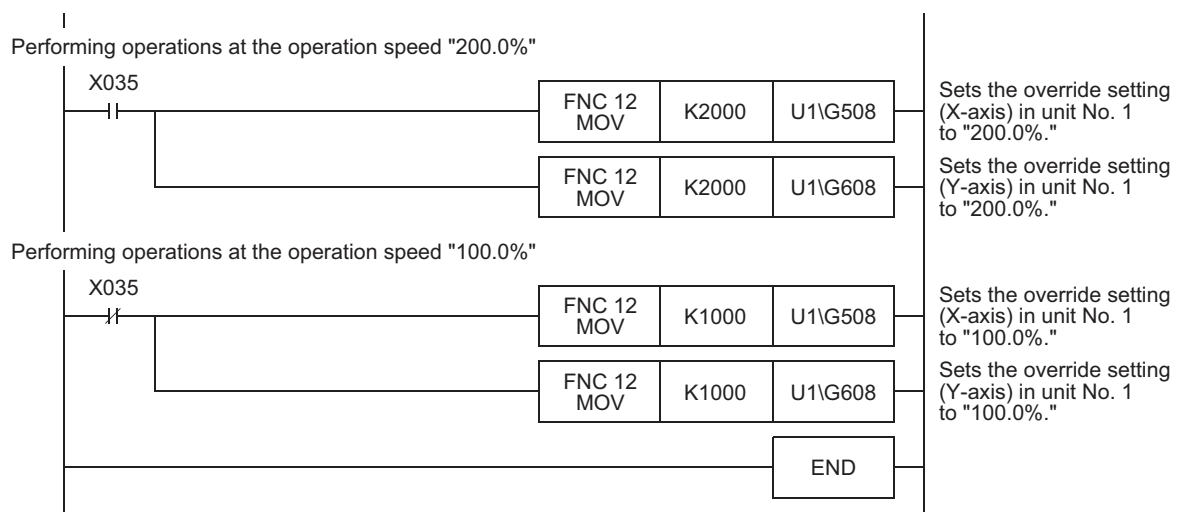 Performing operations at the operation speed "200.0%"
X035
FNC 12
MOV
K2000
U1\G508
Sets the override setting
(X-axis) in unit No. 1
to "200.0%."
FNC 12
MOV
K2000
U1\G608
Sets the override setting
(Y-axis) in unit No. 1
to "200.0%."
Performing operations at the operation speed "100.0%"
X035
FNC 12
MOV
K1000
U1\G508
Sets the override setting
(X-axis) in unit No. 1
to "100.0%."
FNC 12
MOV
K1000
U1\G608
Sets the override setting
(Y-axis) in unit No. 1
to "100.0%."
END